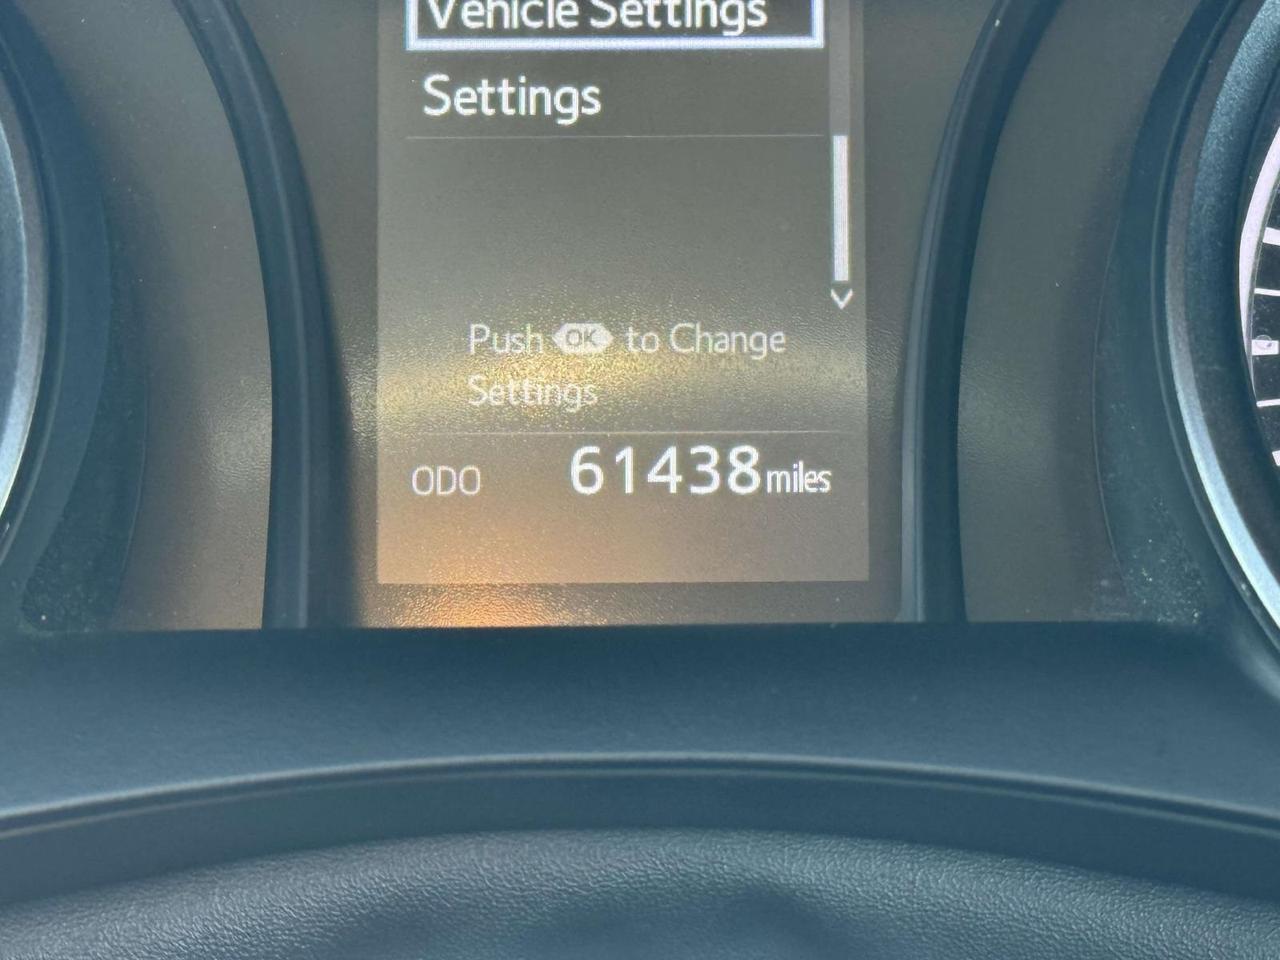 Vehicle Settings
Settings
Push OK to Change
Settings
ODO 61438 miles